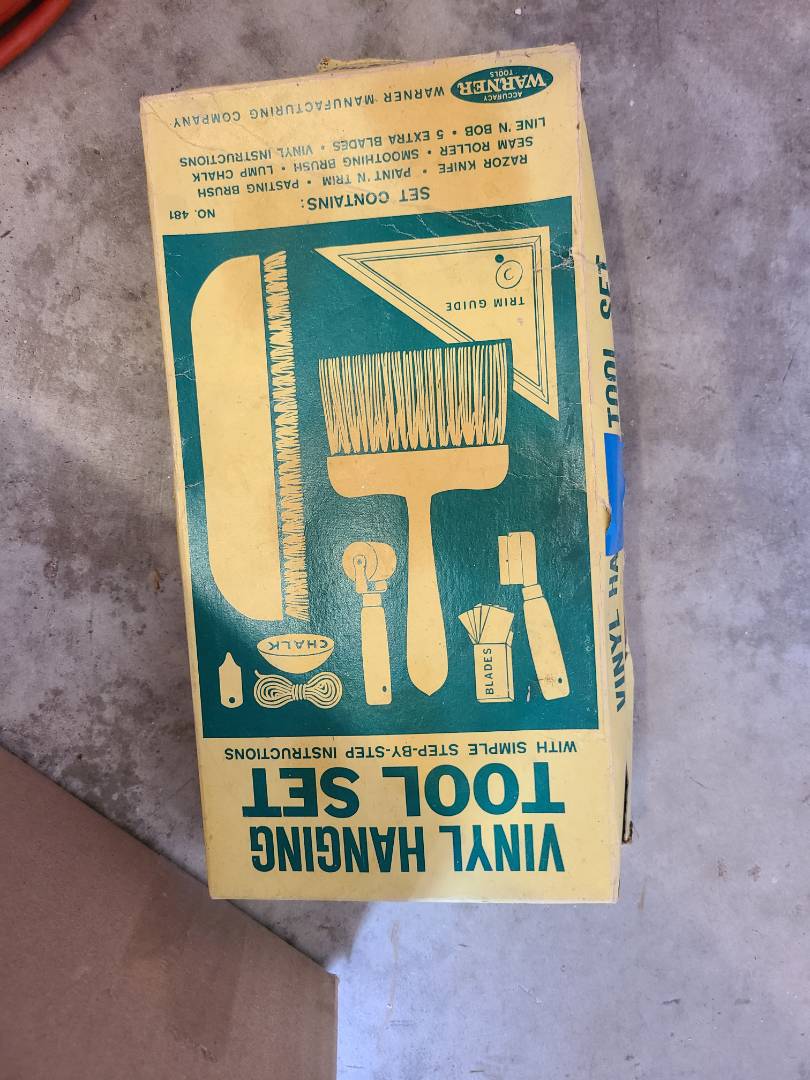 VINYL HANGING
TOOL SET
WITH SIMPLE STEP-BY-STEP INSTRUCTIONS
BLADES
CHALK
TRIM GUIDE
NO. 481
SET CONTAINS:
RAZOR KNIFE • PAINT 'N TRIM • PASTING BRUSH
SEAM ROLLER • SMOOTHING BRUSH • LUMP CHALK
LINE 'N BOB • 5 EXTRA BLADES • VINYL INSTRUCTIONS
ACCURACY
TOOLS
WARNER
WARNER MANUFACTURING COMPANY
VINYL HA TOOL SET